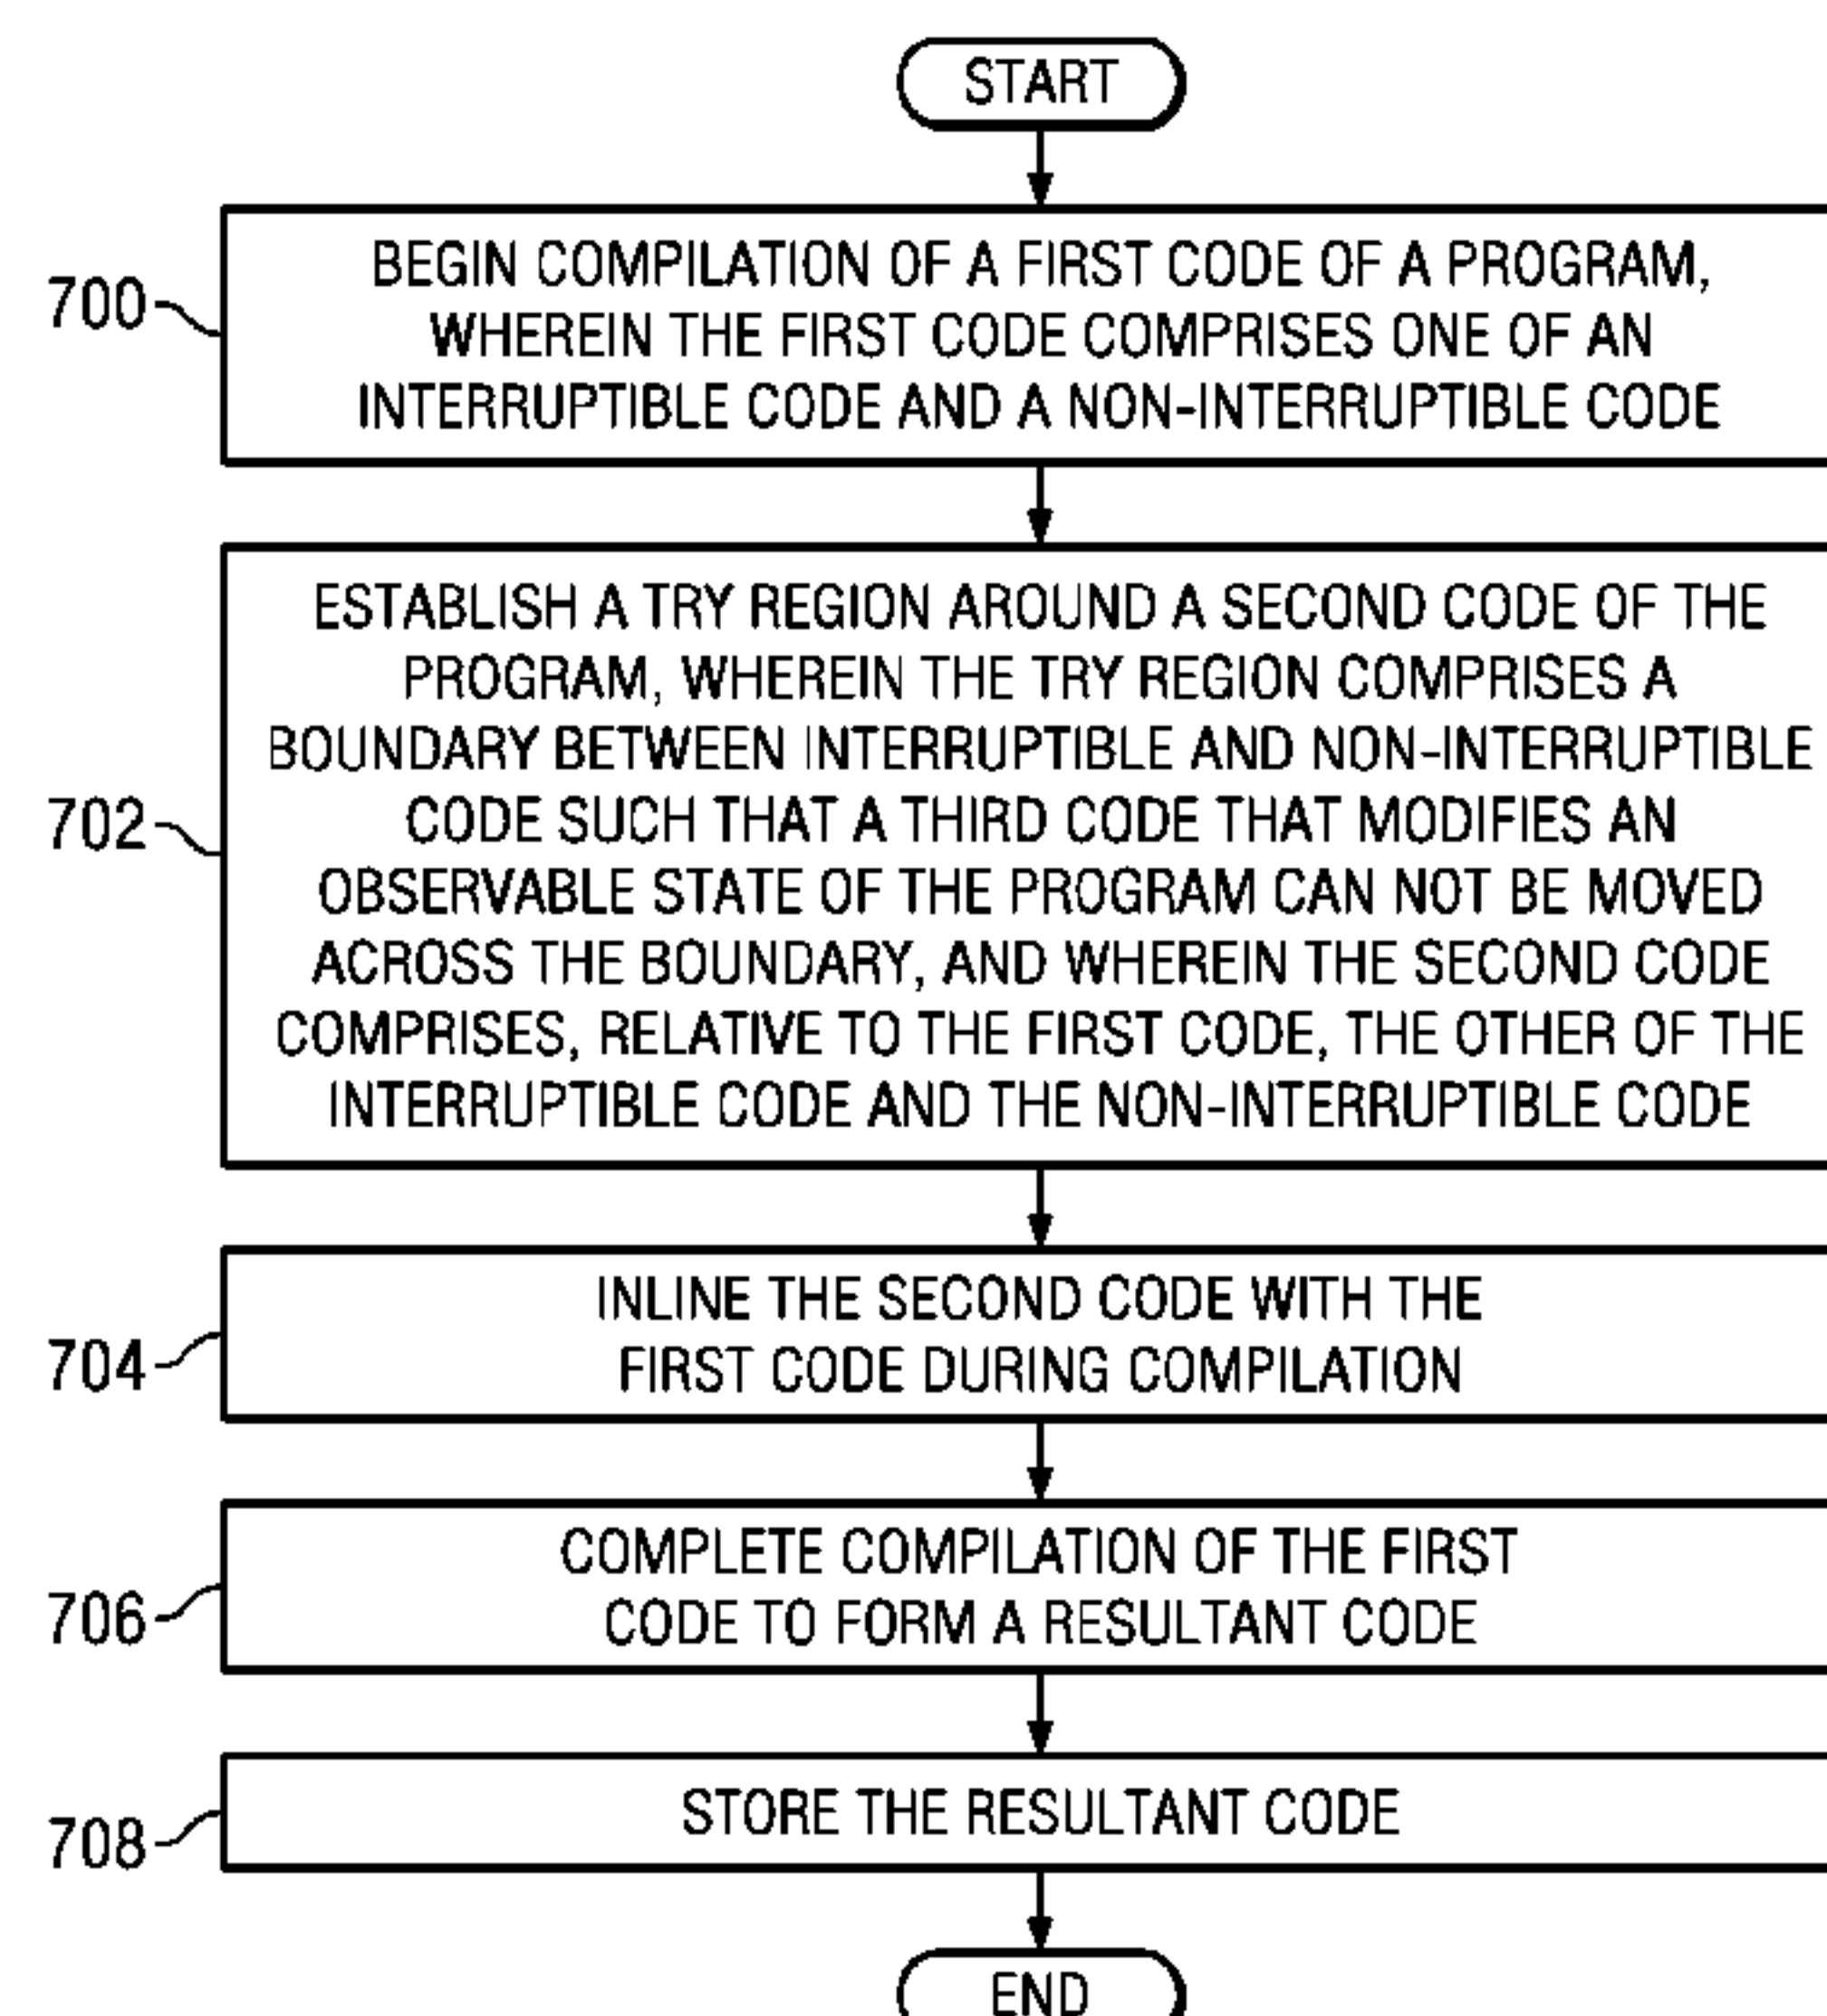 START
700
BEGIN COMPILATION OF A FIRST CODE OF A PROGRAM,
WHEREIN THE FIRST CODE COMPRISES ONE OF AN
INTERRUPTIBLE CODE AND A NON-INTERRUPTIBLE CODE
702
ESTABLISH A TRY REGION AROUND A SECOND CODE OF THE
PROGRAM, WHEREIN THE TRY REGION COMPRISES A
BOUNDARY BETWEEN INTERRUPTIBLE AND NON-INTERRUPTIBLE
CODE SUCH THAT A THIRD CODE THAT MODIFIES AN
OBSERVABLE STATE OF THE PROGRAM CAN NOT BE MOVED
ACROSS THE BOUNDARY, AND WHEREIN THE SECOND CODE
COMPRISES, RELATIVE TO THE FIRST CODE, THE OTHER OF THE
INTERRUPTIBLE CODE AND THE NON-INTERRUPTIBLE CODE
704
INLINE THE SECOND CODE WITH THE
FIRST CODE DURING COMPILATION
706
COMPLETE COMPILATION OF THE FIRST
CODE TO FORM A RESULTANT CODE
708
STORE THE RESULTANT CODE
END